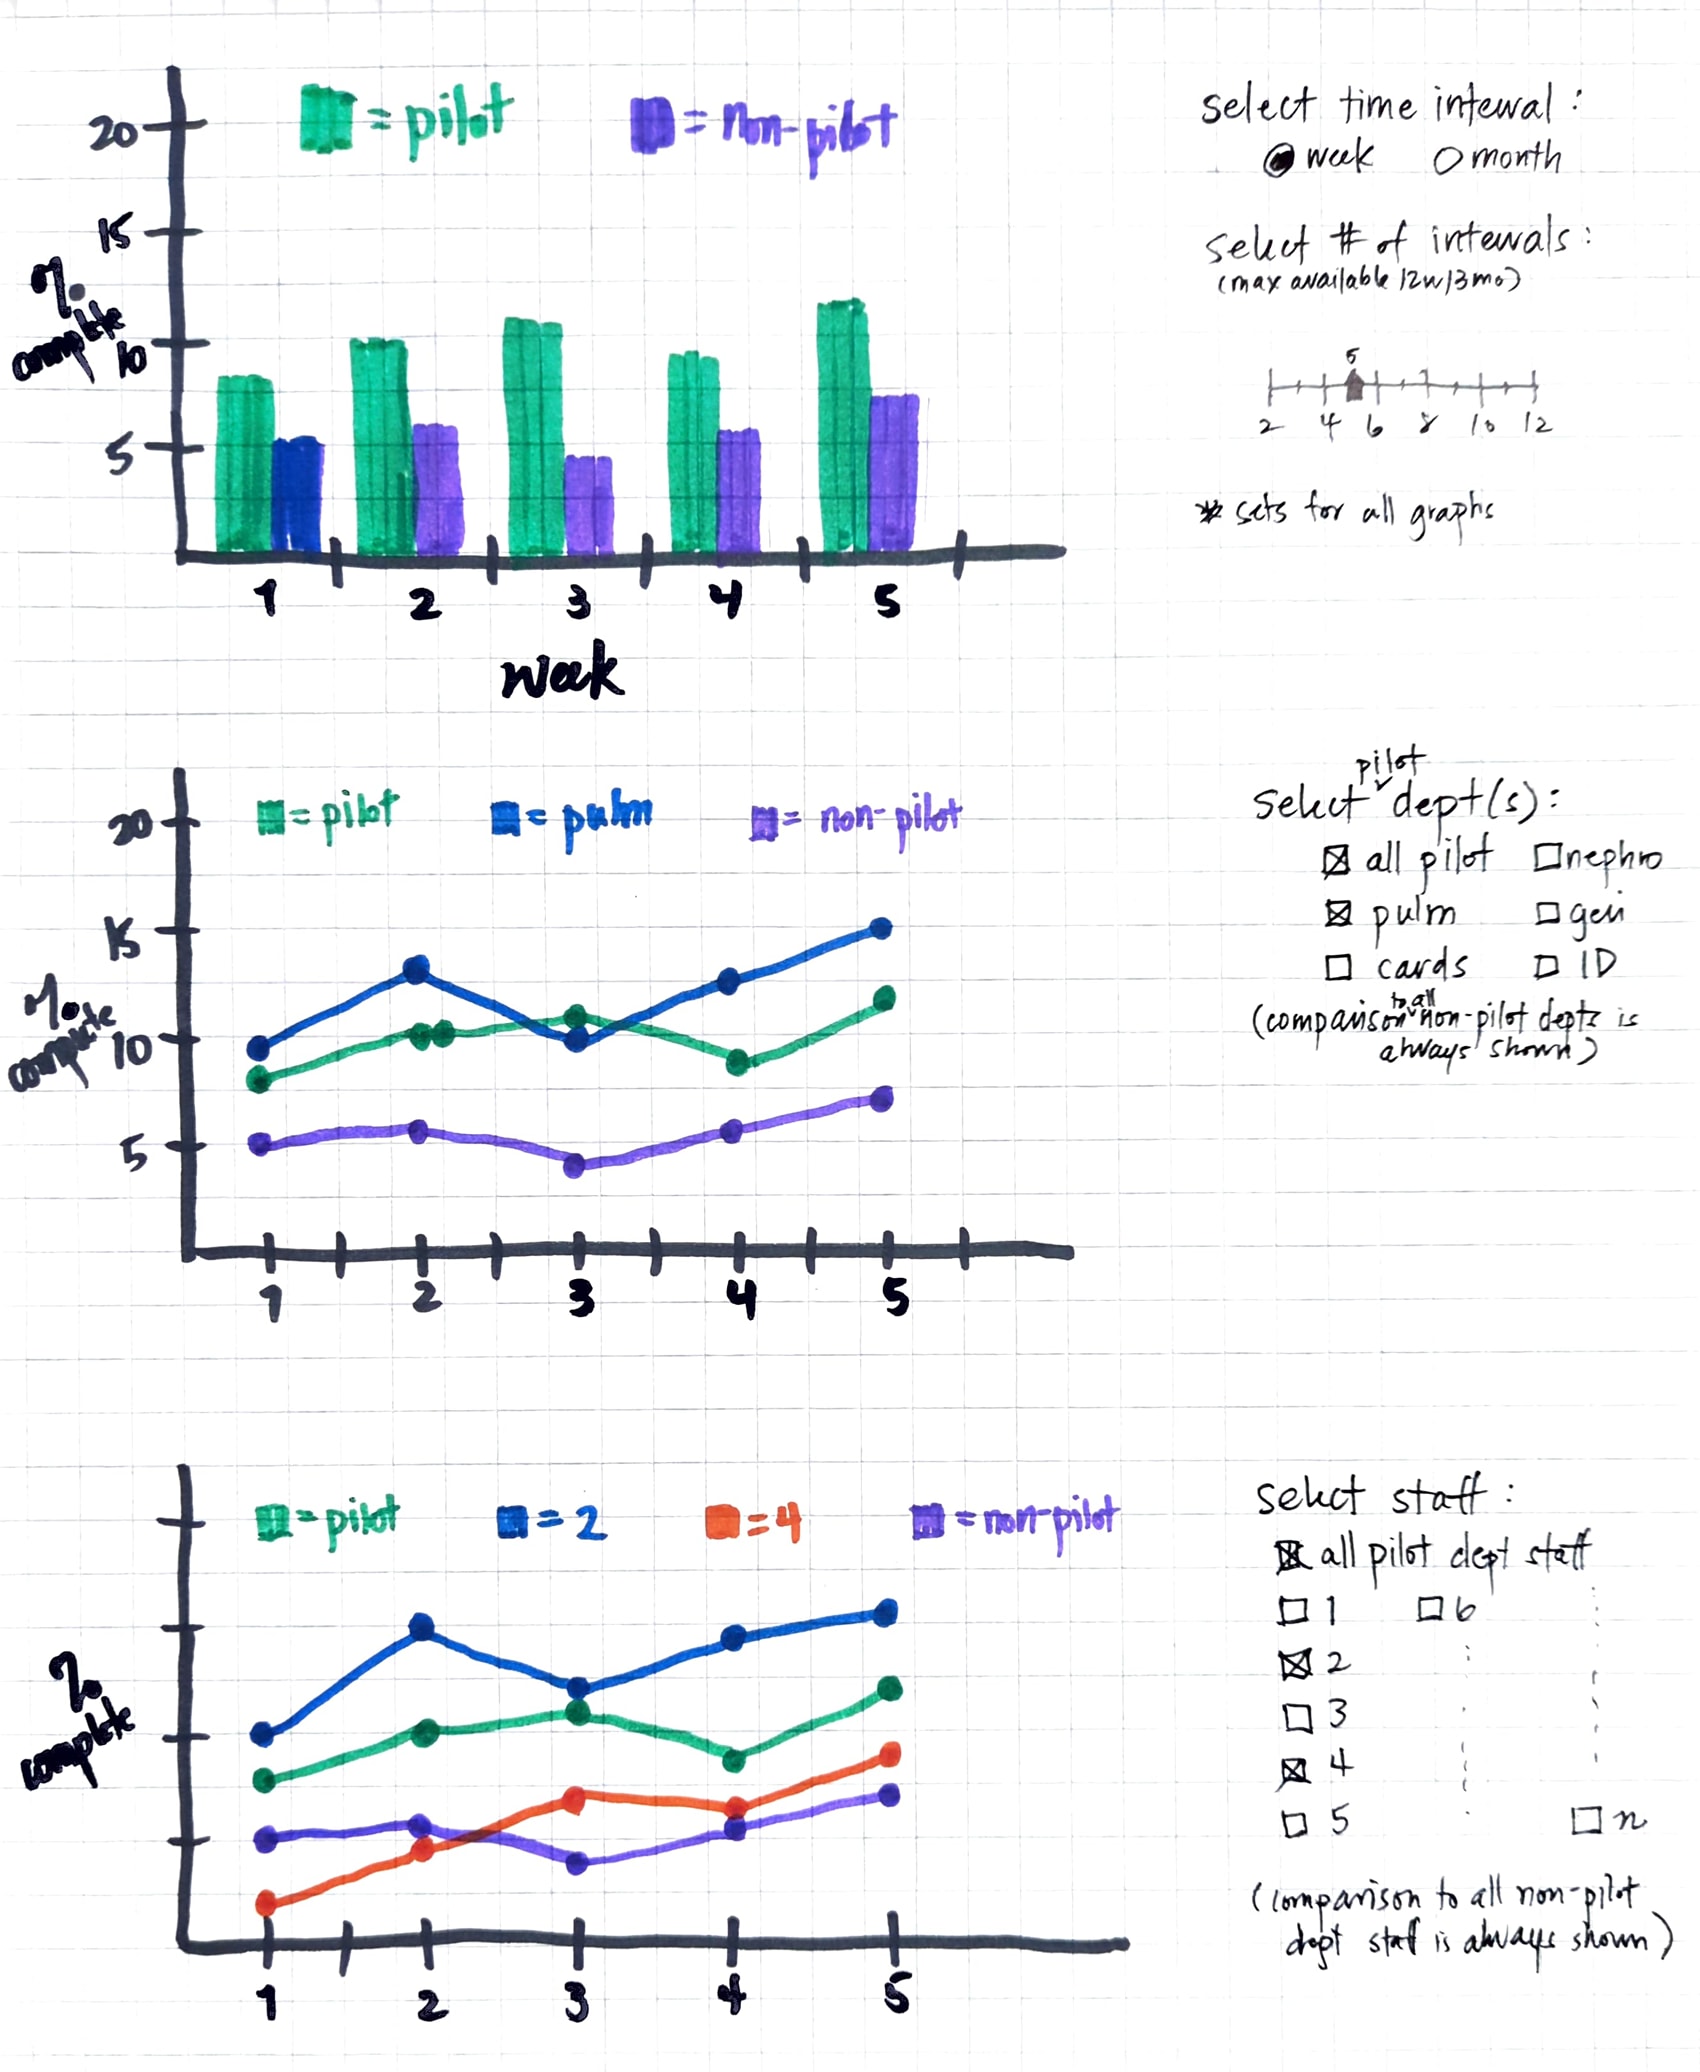 = pilot = non-pilot
20
15
10
5
% complete
1 2 3 4 5
week
select time interval :
week month
select # of intervals :
(max available 12w/3mo)
5
2 4 6 8 10 12
* sets for all graphs
= pilot = pulm = non-pilot
20
15
10
5
% complete
1 2 3 4 5
pilot
select dept(s) :
all pilot nephro
pulm geri
cards ID
to all
(comparison non-pilot depts is
always shown)
= pilot = 2 = 4 = non-pilot
% complete
1 2 3 4 5
select staff :
all pilot dept staff
1 6
2
3
4
5 n
(comparison to all non-pilot
dept staf is always shown)